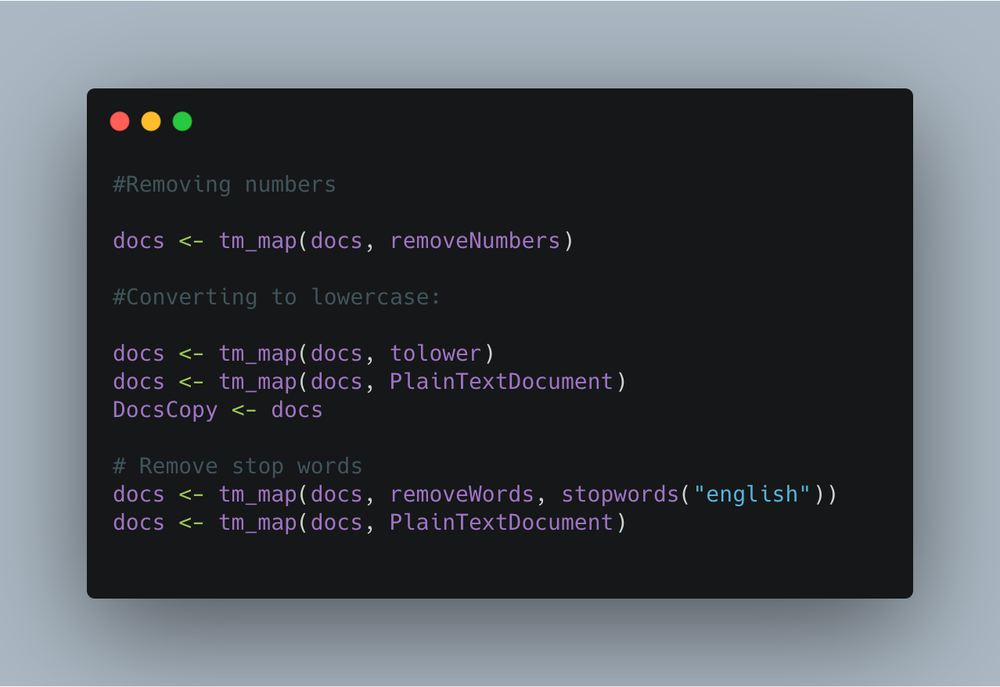 #Removing numbers
docs <- tm_map(docs, removeNumbers)
#Converting to lowercase:
docs <- tm_map(docs, tolower)
docs <- tm_map(docs, PlainTextDocument)
DocsCopy <- docs
# Remove stop words
docs <- tm_map(docs, removeWords, stopwords("english"))
docs <- tm_map(docs, PlainTextDocument)